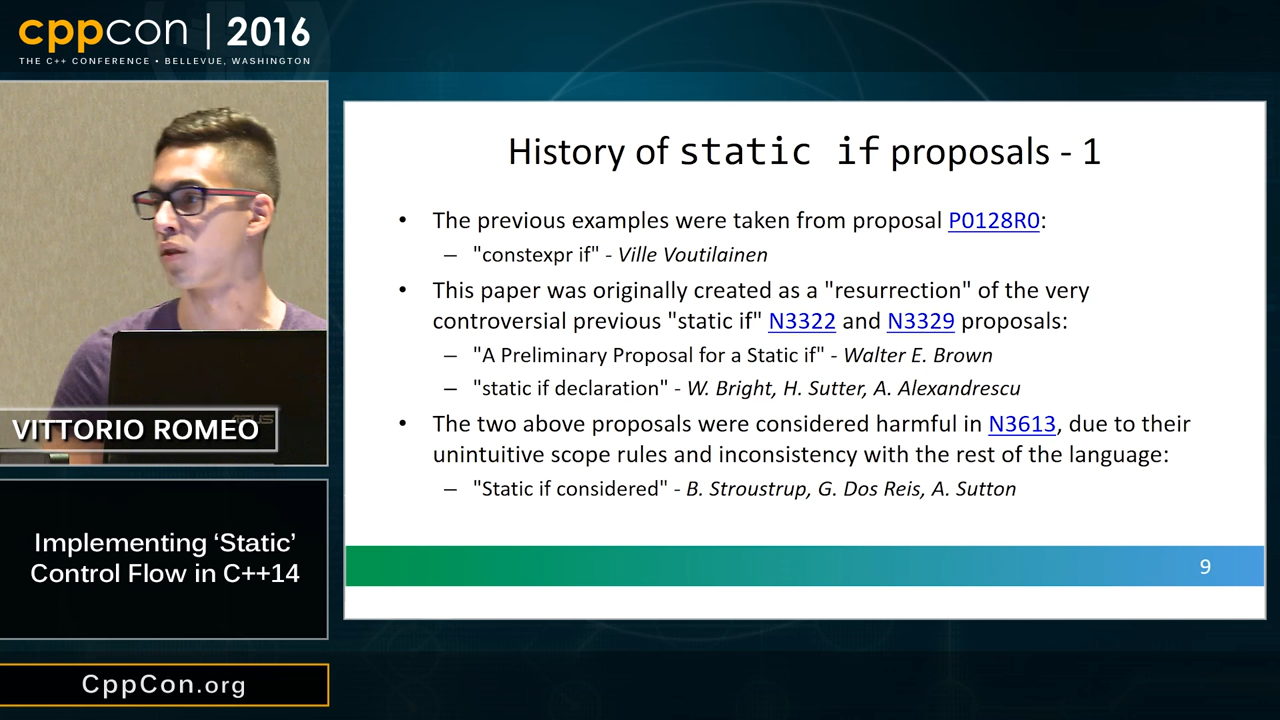 cppcon | 2016
THE C++ CONFERENCE • BELLEVUE, WASHINGTON
VITTORIO ROMEO
Implementing ‘Static’
Control Flow in C++14
CppCon.org
History of static if proposals - 1
• The previous examples were taken from proposal P0128R0:
– "constexpr if" - Ville Voutilainen
• This paper was originally created as a "resurrection" of the very
controversial previous "static if" N3322 and N3329 proposals:
– "A Preliminary Proposal for a Static if" - Walter E. Brown
– "static if declaration" - W. Bright, H. Sutter, A. Alexandrescu
• The two above proposals were considered harmful in N3613, due to their
unintuitive scope rules and inconsistency with the rest of the language:
– "Static if considered" - B. Stroustrup, G. Dos Reis, A. Sutton
9